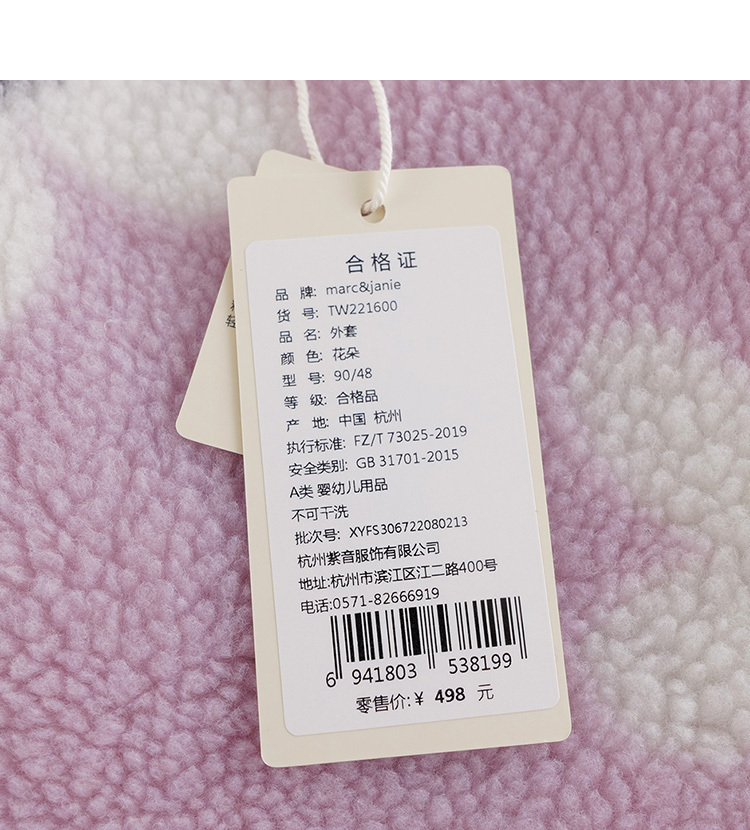 合格证
品 牌: marc&janie
货 号: TW221600
品 名: 外套
颜 色: 花朵
型 号: 90/48
等 级: 合格品
产 地: 中国 杭州
执行标准: FZ/T 73025-2019
安全类别: GB 31701-2015
A类 婴幼儿用品
不可干洗
批次号: XYFS306722080213
杭州紫音服饰有限公司
地址:杭州市滨江区江二路400号
电话:0571-82666919
6 941803 538199
零售价:¥ 498 元